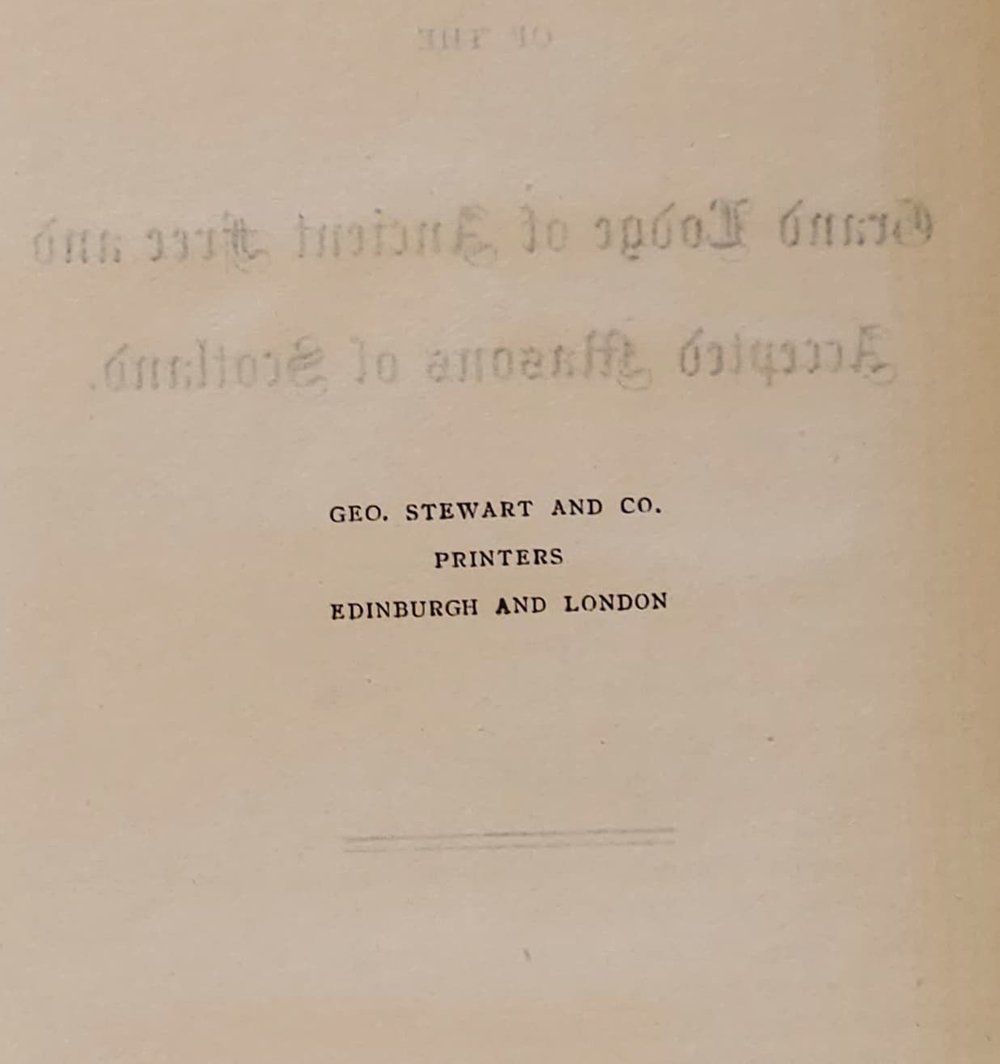 OF THE
Grand Lodge of Ancient Free and
Accepted Masons of Scotland.
GEO. STEWART AND CO.
PRINTERS
EDINBURGH AND LONDON